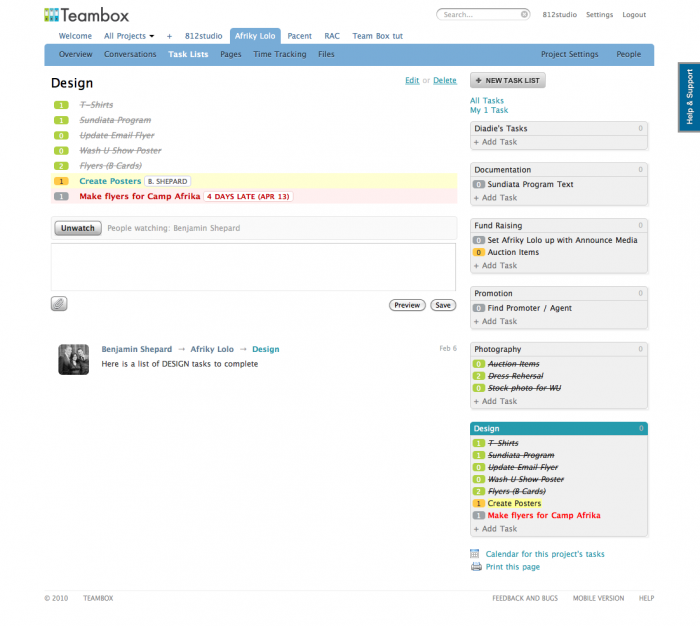 Teambox
Search...
812studio Settings Logout
Welcome All Projects + 812studio Afriky Lolo Pacent RAC Team Box tut
Overview Conversations Task Lists Pages Time Tracking Files Project Settings People
Help & Support
Design
Edit or Delete
1 T-Shirts
1 Sundiata Program
0 Update Email Flyer
0 Wash U Show Poster
2 Flyers (B Cards)
1 Create Posters B. SHEPARD
1 Make flyers for Camp Afrika 4 DAYS LATE (APR 13)
Unwatch People watching: Benjamin Shepard
Preview Save
Benjamin Shepard → Afriky Lolo → Design Feb 6
Here is a list of DESIGN tasks to complete
+ NEW TASK LIST
All Tasks
My 1 Task
Diadie's Tasks 0
+ Add Task
Documentation 0
0 Sundiata Program Text
+ Add Task
Fund Raising 0
0 Set Afriky Lolo up with Announce Media
0 Auction Items
+ Add Task
Promotion 0
0 Find Promoter / Agent
+ Add Task
Photography 0
0 Auction Items
2 Dress Rehersal
0 Stock photo for WU
+ Add Task
Design 0
1 T-Shirts
1 Sundiata Program
0 Update Email Flyer
0 Wash U Show Poster
2 Flyers (B Cards)
1 Create Posters
1 Make flyers for Camp Afrika
+ Add Task
Calendar for this project's tasks
Print this page
© 2010 TEAMBOX FEEDBACK AND BUGS MOBILE VERSION HELP